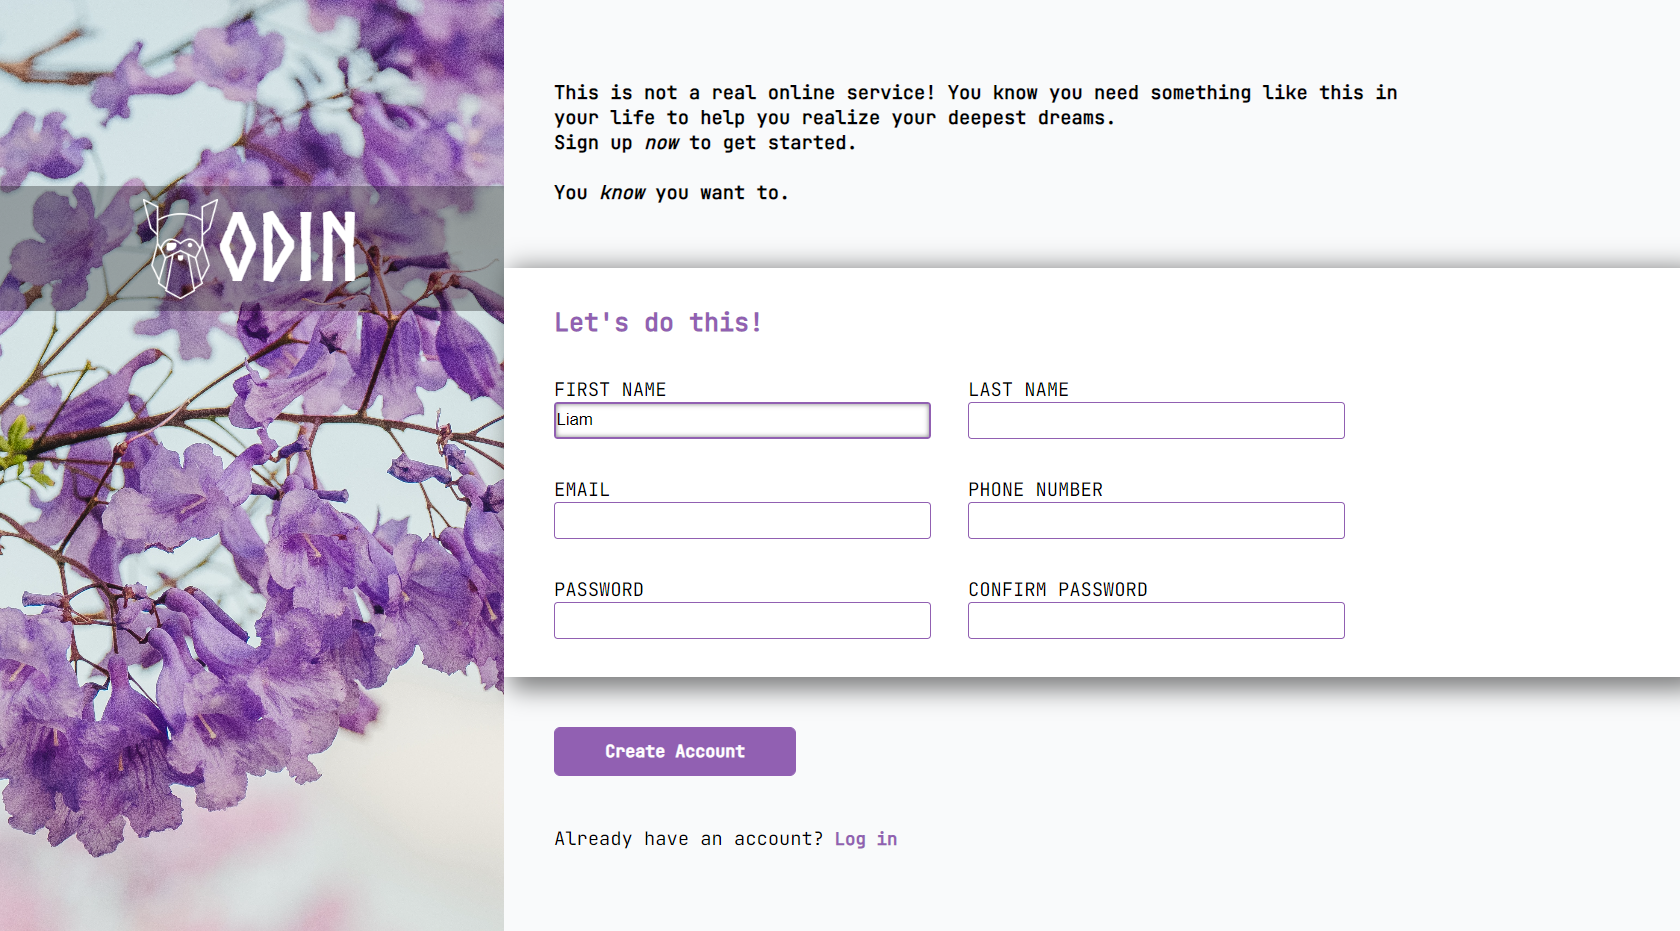 ODIN
This is not a real online service! You know you need something like this in
your life to help you realize your deepest dreams.
Sign up now to get started.
You know you want to.
Let's do this!
FIRST NAME
Liam
LAST NAME
EMAIL
PHONE NUMBER
PASSWORD
CONFIRM PASSWORD
Create Account
Already have an account? Log in